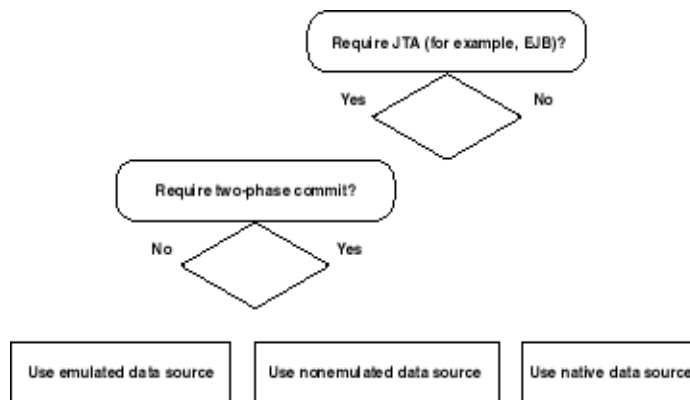 Require JTA (for example, EJB)?
Yes
No
Require two-phase commit?
No
Yes
Use emulated data source
Use nonemulated data source
Use native data source